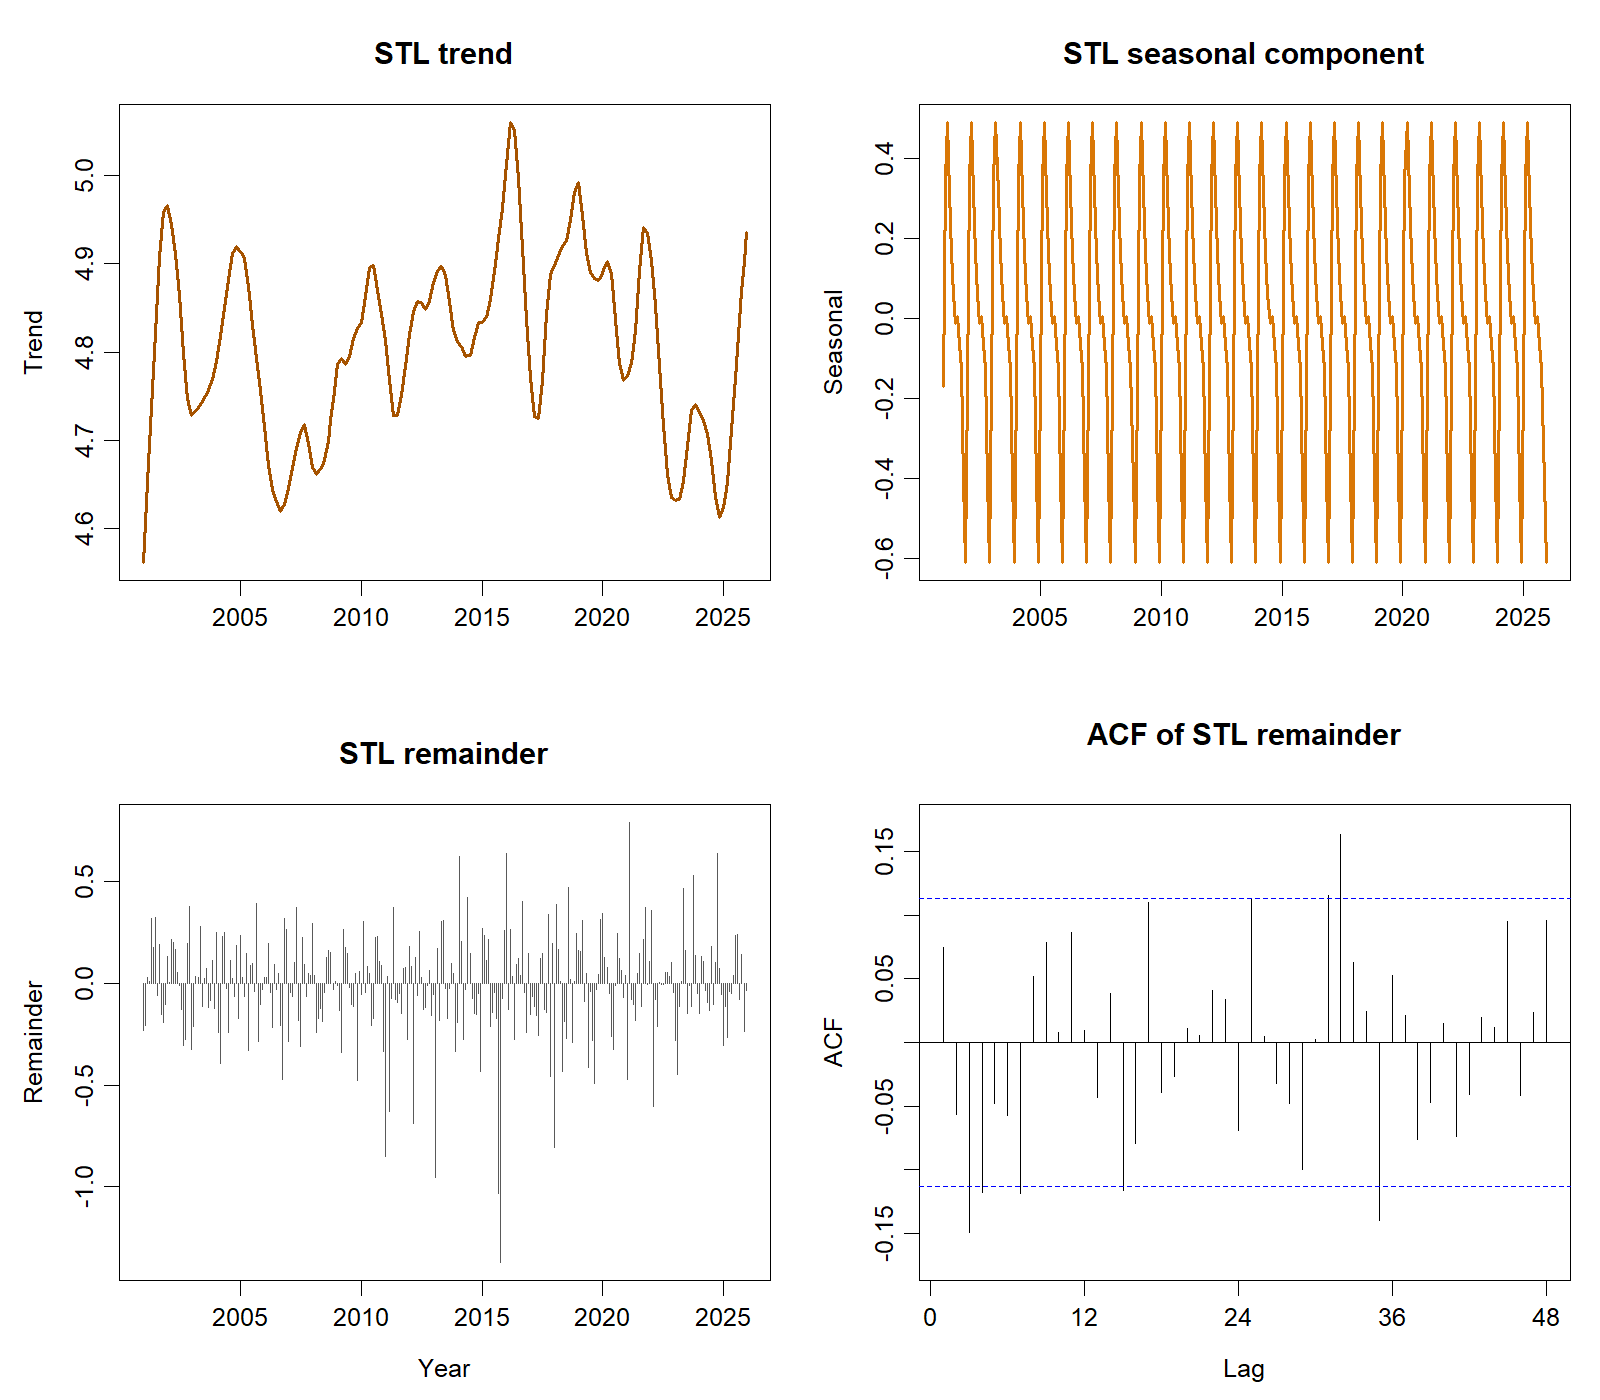 STL trend
Trend
5.0
4.9
4.8
4.7
4.6
2005 2010 2015 2020 2025
STL seasonal component
Seasonal
0.4
0.2
0.0
-0.2
-0.4
-0.6
2005 2010 2015 2020 2025
STL remainder
Remainder
0.5
0.0
-0.5
-1.0
2005 2010 2015 2020 2025
Year
ACF of STL remainder
ACF
0.15
0.05
-0.05
-0.15
0 12 24 36 48
Lag